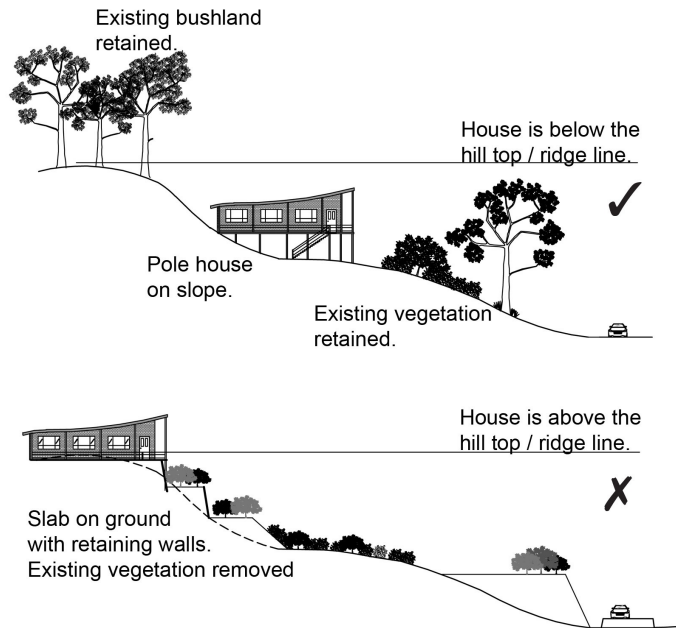 Existing bushland
retained.
House is below the
hill top / ridge line.
✓
Pole house
on slope.
Existing vegetation
retained.
House is above the
hill top / ridge line.
✗
Slab on ground
with retaining walls.
Existing vegetation removed